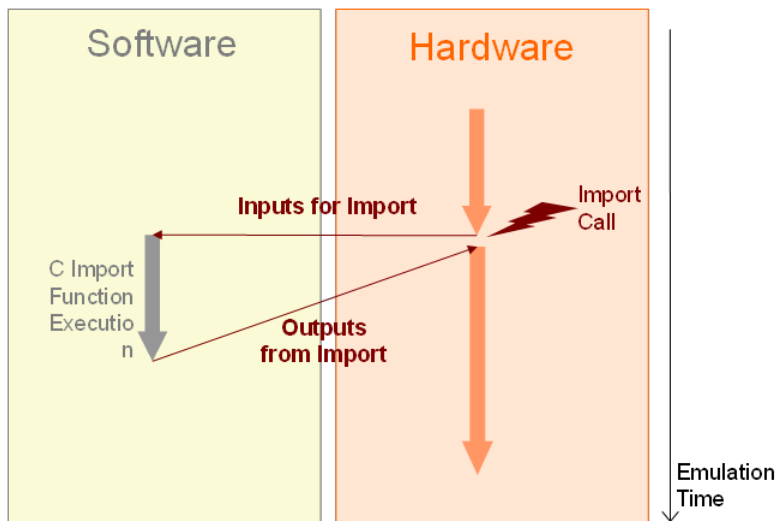 Software
Hardware
Import
Call
Inputs for Import
C Import
Function
Executio
n
Outputs
from Import
Emulation
Time